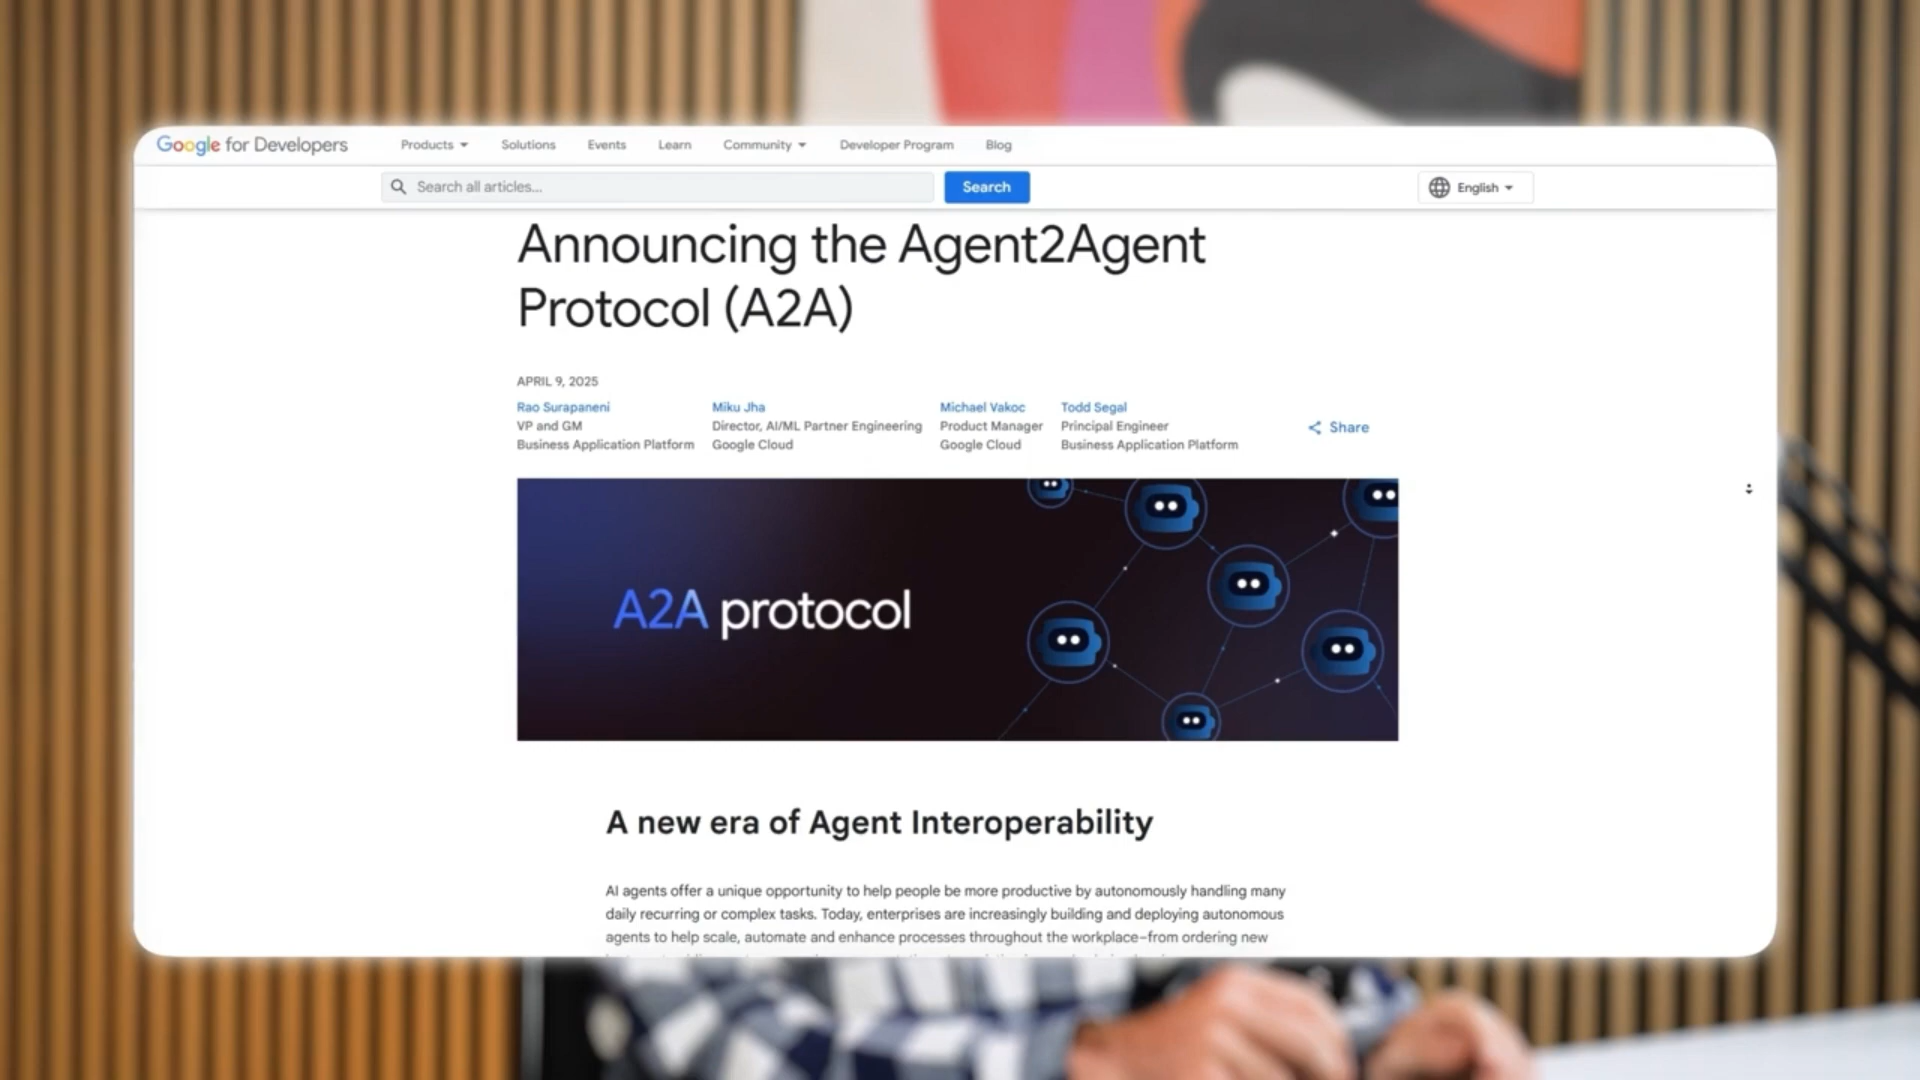 Google for Developers
Products
Solutions
Events
Learn
Community
Developer Program
Blog
Search all articles...
Search
English
Announcing the Agent2Agent
Protocol (A2A)
APRIL 9, 2025
Rao Surapaneni
VP and GM
Business Application Platform
Miku Jha
Director, AI/ML Partner Engineering
Google Cloud
Michael Vakoc
Product Manager
Google Cloud
Todd Segal
Principal Engineer
Business Application Platform
Share
A2A protocol
A new era of Agent Interoperability
AI agents offer a unique opportunity to help people be more productive by autonomously handling many
daily recurring or complex tasks. Today, enterprises are increasingly building and deploying autonomous
agents to help scale, automate and enhance processes throughout the workplace–from ordering new